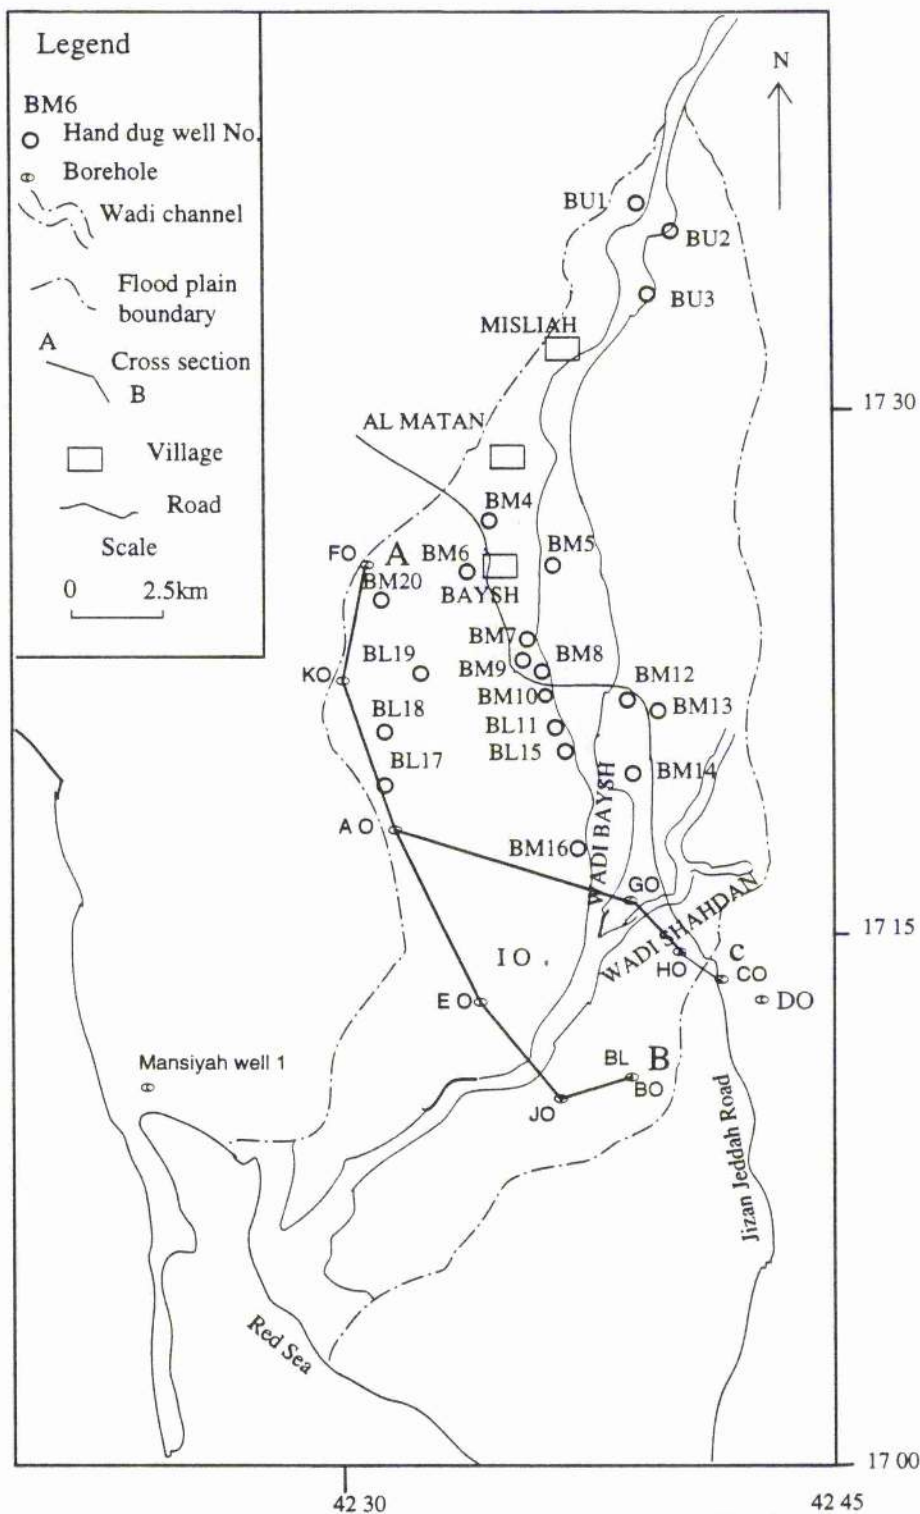 Legend
BM6
Hand dug well No.
Borehole
Wadi channel
Flood plain
boundary
A
Cross section
B
Village
Road
Scale
0 2.5km
N
BU1
BU2
BU3
MISLIAH
17 30
AL MATAN
BM4
FO A BM6 BM5
BM20 BAYSH
BM7
BL19 BM9 BM8
KO BM12
BM10 BM13
BL18 BL11
BL15
BL17 BM14
WADI BAYSH
AO BM16
GO
WADI SHAHDAN
17 15
IO HO C CO
EO DO
Mansiyah well 1 BL B
JO BO
Jizan Jeddah Road
Red Sea
17 00
42 30 42 45